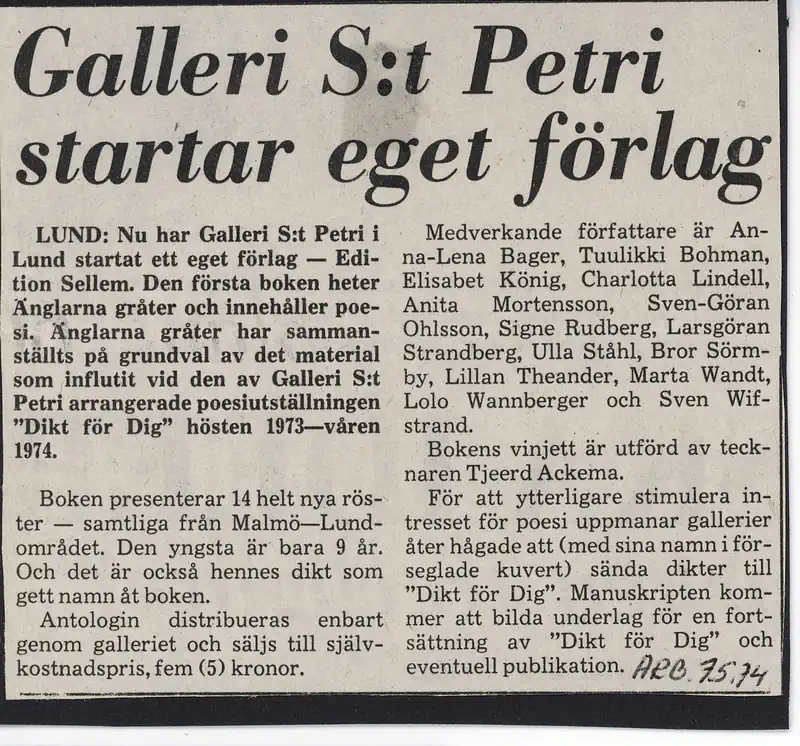 Galleri S:t Petri
startar eget förlag
LUND: Nu har Galleri S:t Petri i
Lund startat ett eget förlag — Edi-
tion Sellem. Den första boken heter
Änglarna gråter och innehåller poe-
si. Änglarna gråter har samman-
ställts på grundval av det material
som influtit vid den av Galleri S:t
Petri arrangerade poesiutställningen
”Dikt för Dig” hösten 1973—våren
1974.
Boken presenterar 14 helt nya rös-
ter — samtliga från Malmö—Lund-
området. Den yngsta är bara 9 år.
Och det är också hennes dikt som
gett namn åt boken.
Antologin distribueras enbart
genom galleriet och säljs till själv-
kostnadspris, fem (5) kronor.
Medverkande författare är An-
na-Lena Bager, Tuulikki Bohman,
Elisabet König, Charlotta Lindell,
Anita Mortensson, Sven-Göran
Ohlsson, Signe Rudberg, Larsgöran
Strandberg, Ulla Ståhl, Bror Sörm-
by, Lillan Theander, Marta Wandt,
Lolo Wannberger och Sven Wif-
strand.
Bokens vinjett är utförd av teck-
naren Tjeerd Ackema.
För att ytterligare stimulera in-
tresset för poesi uppmanar gallerier
åter hågade att (med sina namn i för-
seglade kuvert) sända dikter till
”Dikt för Dig”. Manuskripten kom-
mer att bilda underlag för en fort-
sättning av ”Dikt för Dig” och
eventuell publikation. ARB. 7.5.74